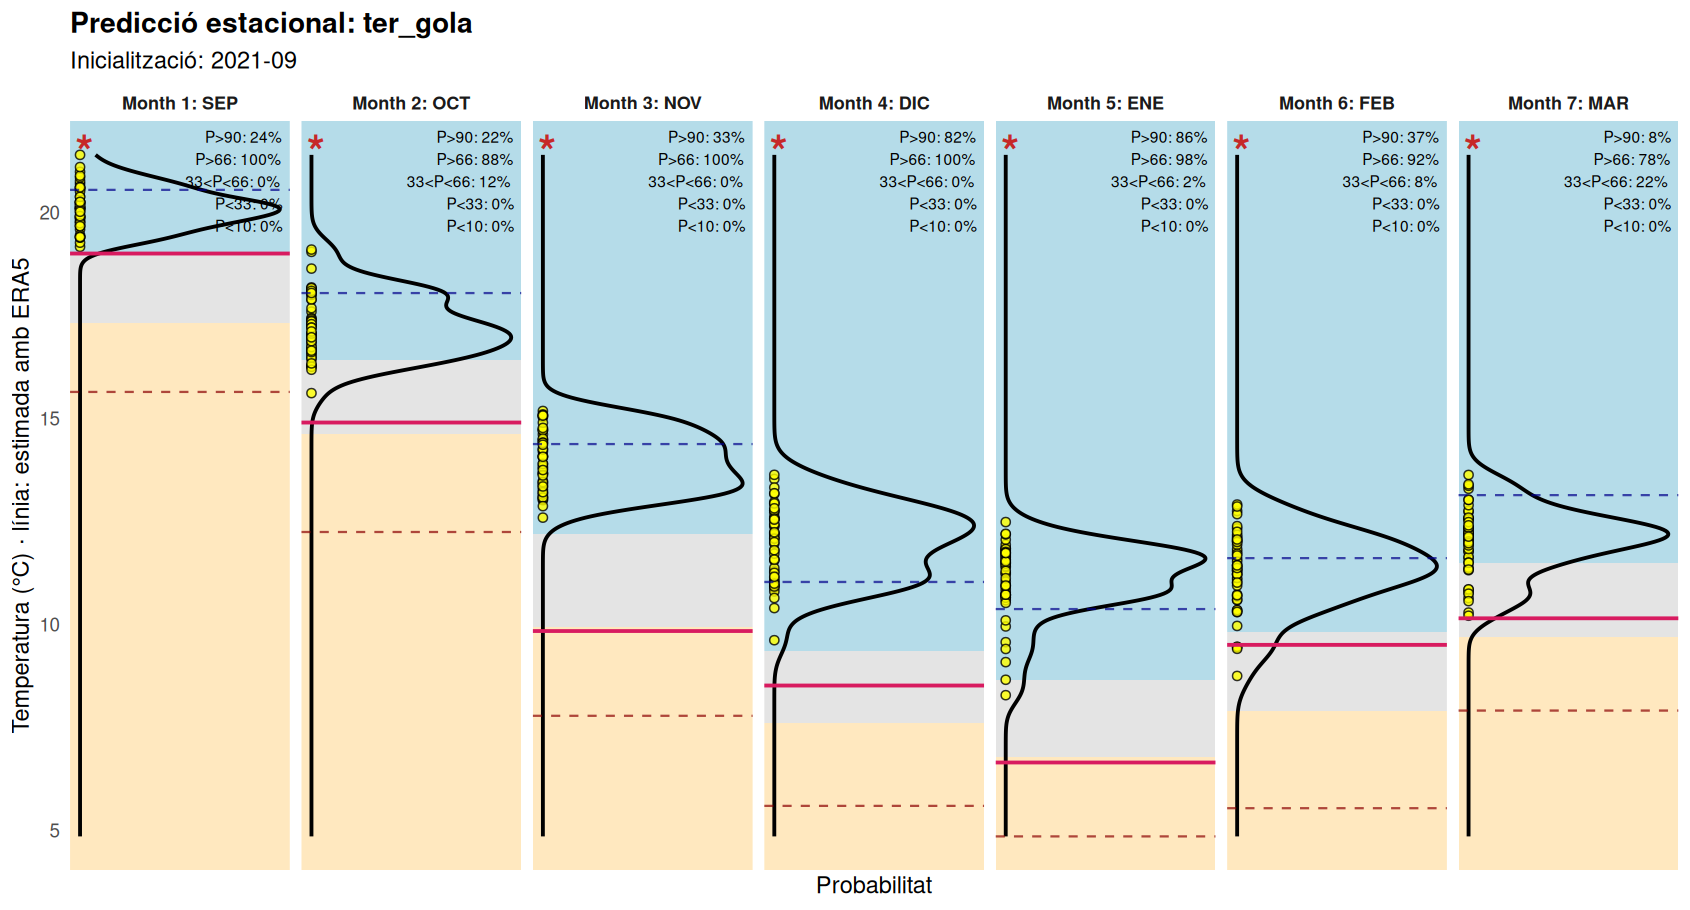 Predicció estacional: ter_gola
Inicialització: 2021-09
Month 1: SEP
Month 2: OCT
Month 3: NOV
Month 4: DIC
Month 5: ENE
Month 6: FEB
Month 7: MAR
*
P>90: 24%
P>66: 100%
33<P<66: 0%
P<33: 0%
P<10: 0%
*
P>90: 22%
P>66: 88%
33<P<66: 12%
P<33: 0%
P<10: 0%
*
P>90: 33%
P>66: 100%
33<P<66: 0%
P<33: 0%
P<10: 0%
*
P>90: 82%
P>66: 100%
33<P<66: 0%
P<33: 0%
P<10: 0%
*
P>90: 86%
P>66: 98%
33<P<66: 2%
P<33: 0%
P<10: 0%
*
P>90: 37%
P>66: 92%
33<P<66: 8%
P<33: 0%
P<10: 0%
*
P>90: 8%
P>66: 78%
33<P<66: 22%
P<33: 0%
P<10: 0%
20
15
10
5
Temperatura (°C) · línia: estimada amb ERA5
Probabilitat